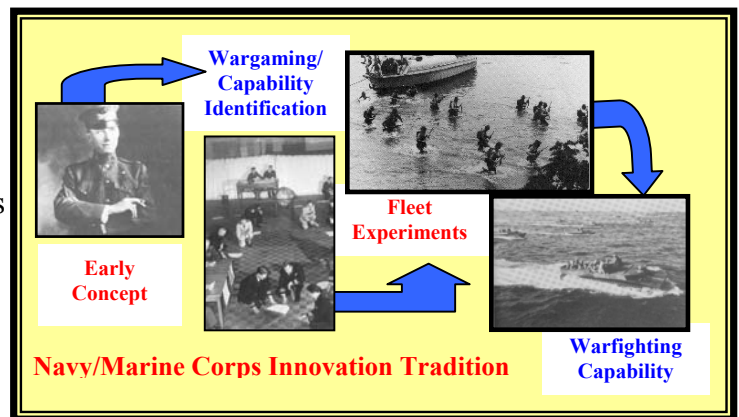 Wargaming/
Capability
Identification
s
Early
Concept
Fleet
Experiments
Warfighting
Capability
Navy/Marine Corps Innovation Tradition